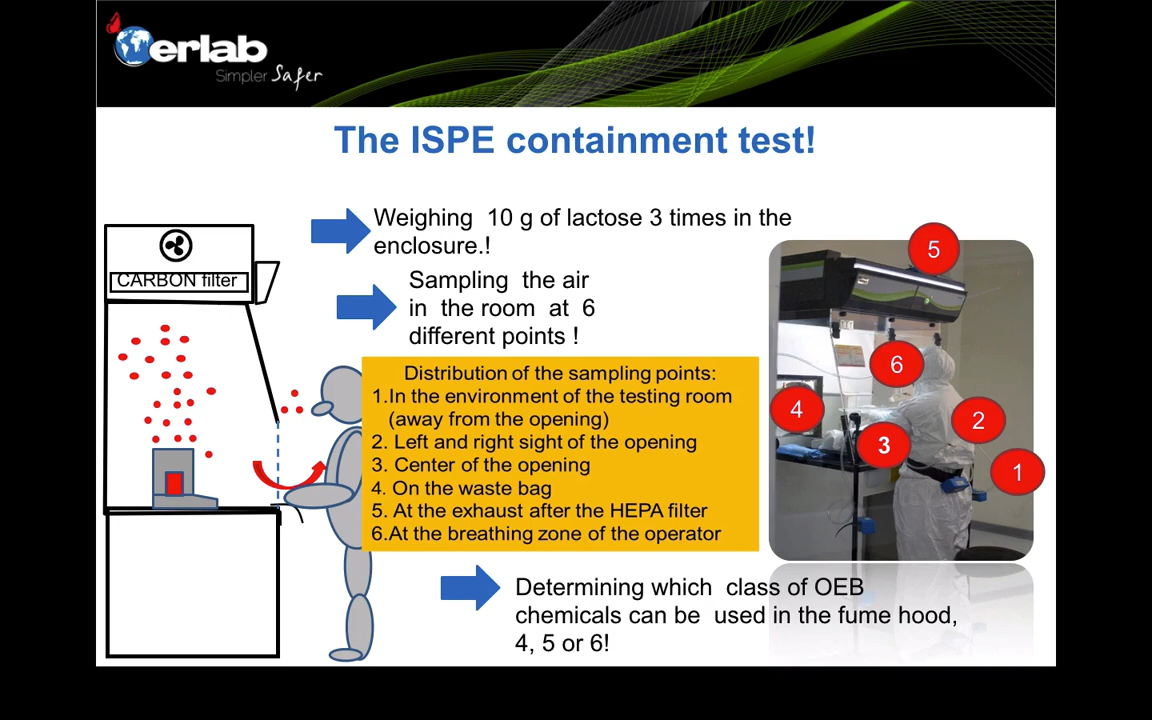 erlab
Simpler Safer
The ISPE containment test!
Weighing 10 g of lactose 3 times in the
enclosure.!
Sampling the air
in the room at 6
different points !
CARBON filter
Distribution of the sampling points:
1.In the environment of the testing room
(away from the opening)
2. Left and right sight of the opening
3. Center of the opening
4. On the waste bag
5. At the exhaust after the HEPA filter
6.At the breathing zone of the operator
5
6
4
2
3
1
Determining which class of OEB
chemicals can be used in the fume hood,
4, 5 or 6!